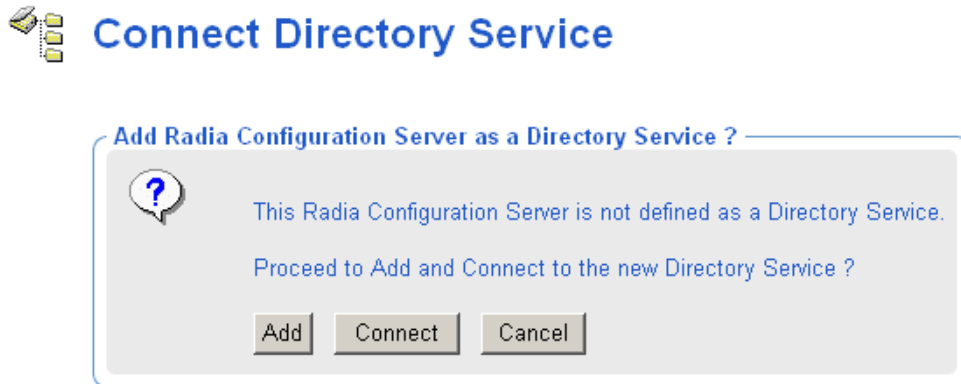 Connect Directory Service
Add Radia Configuration Server as a Directory Service ?
This Radia Configuration Server is not defined as a Directory Service.
Proceed to Add and Connect to the new Directory Service ?
Add Connect Cancel